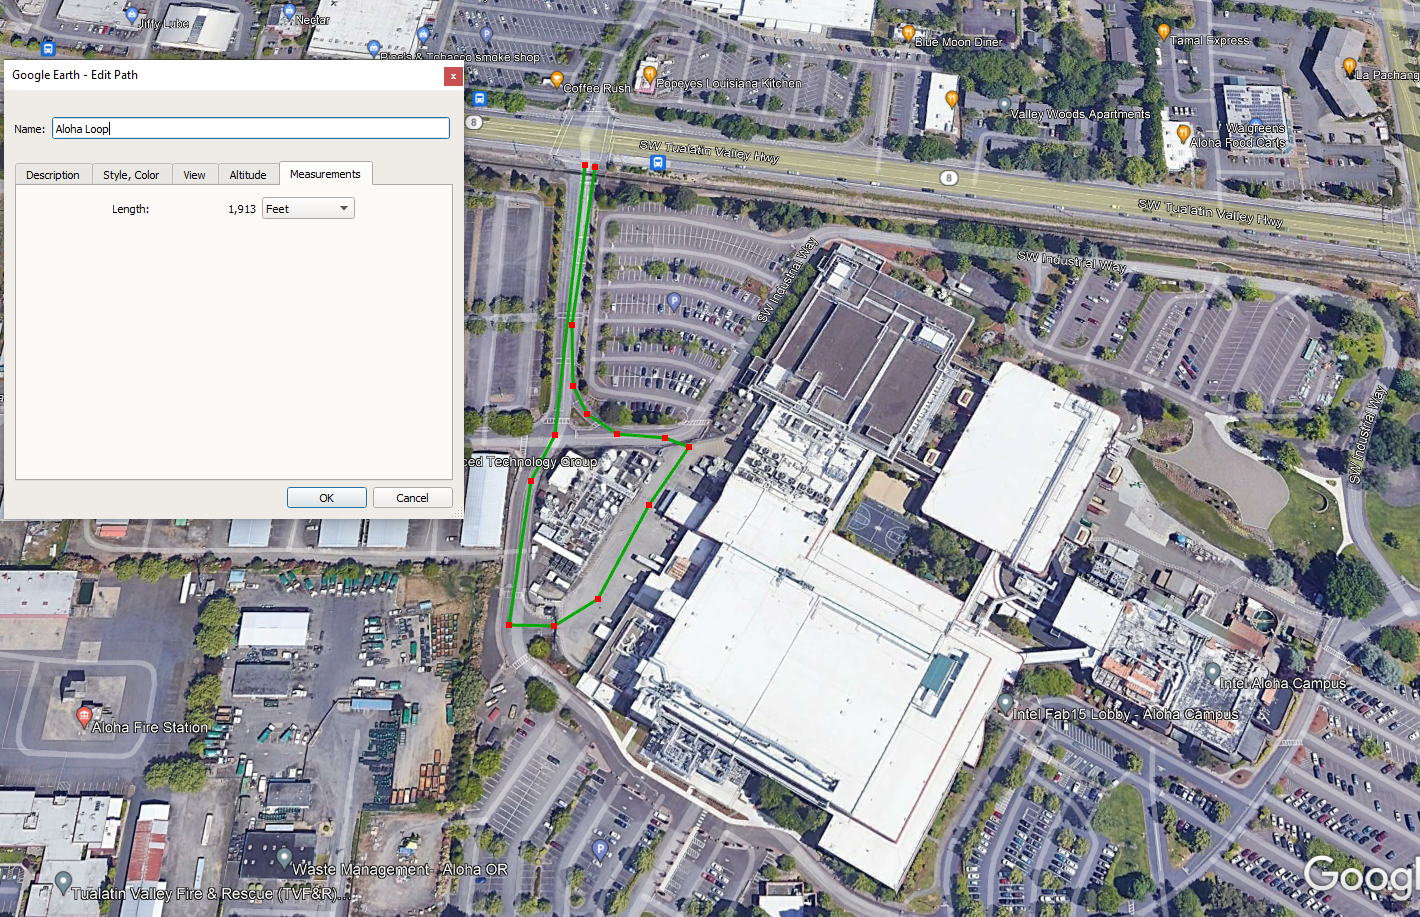 Jiffy Lube
Nectar
Pipes & Tobacco smoke shop
Blue Moon Diner
Tamal Express
La Pachang
Coffee Rush
Popeyes Louisiana Kitchen
Valley Woods Apartments
Walgreens
Aloha Food Carts
Google Earth - Edit Path
x
Name:
Aloha Loop
Description
Style, Color
View
Altitude
Measurements
Length:
1,913
Feet
OK
Cancel
8
SW Tualatin Valley Hwy
8
SW Tualatin Valley Hwy
SW Industrial Way
SW Industrial Way
SW Industrial Way
P
P
ced Technology Group
Aloha Fire Station
Intel Aloha Campus
Intel Fab15 Lobby - Aloha Campus
P
Waste Management - Aloha OR
Tualatin Valley Fire & Rescue (TVF&R)...
Googl